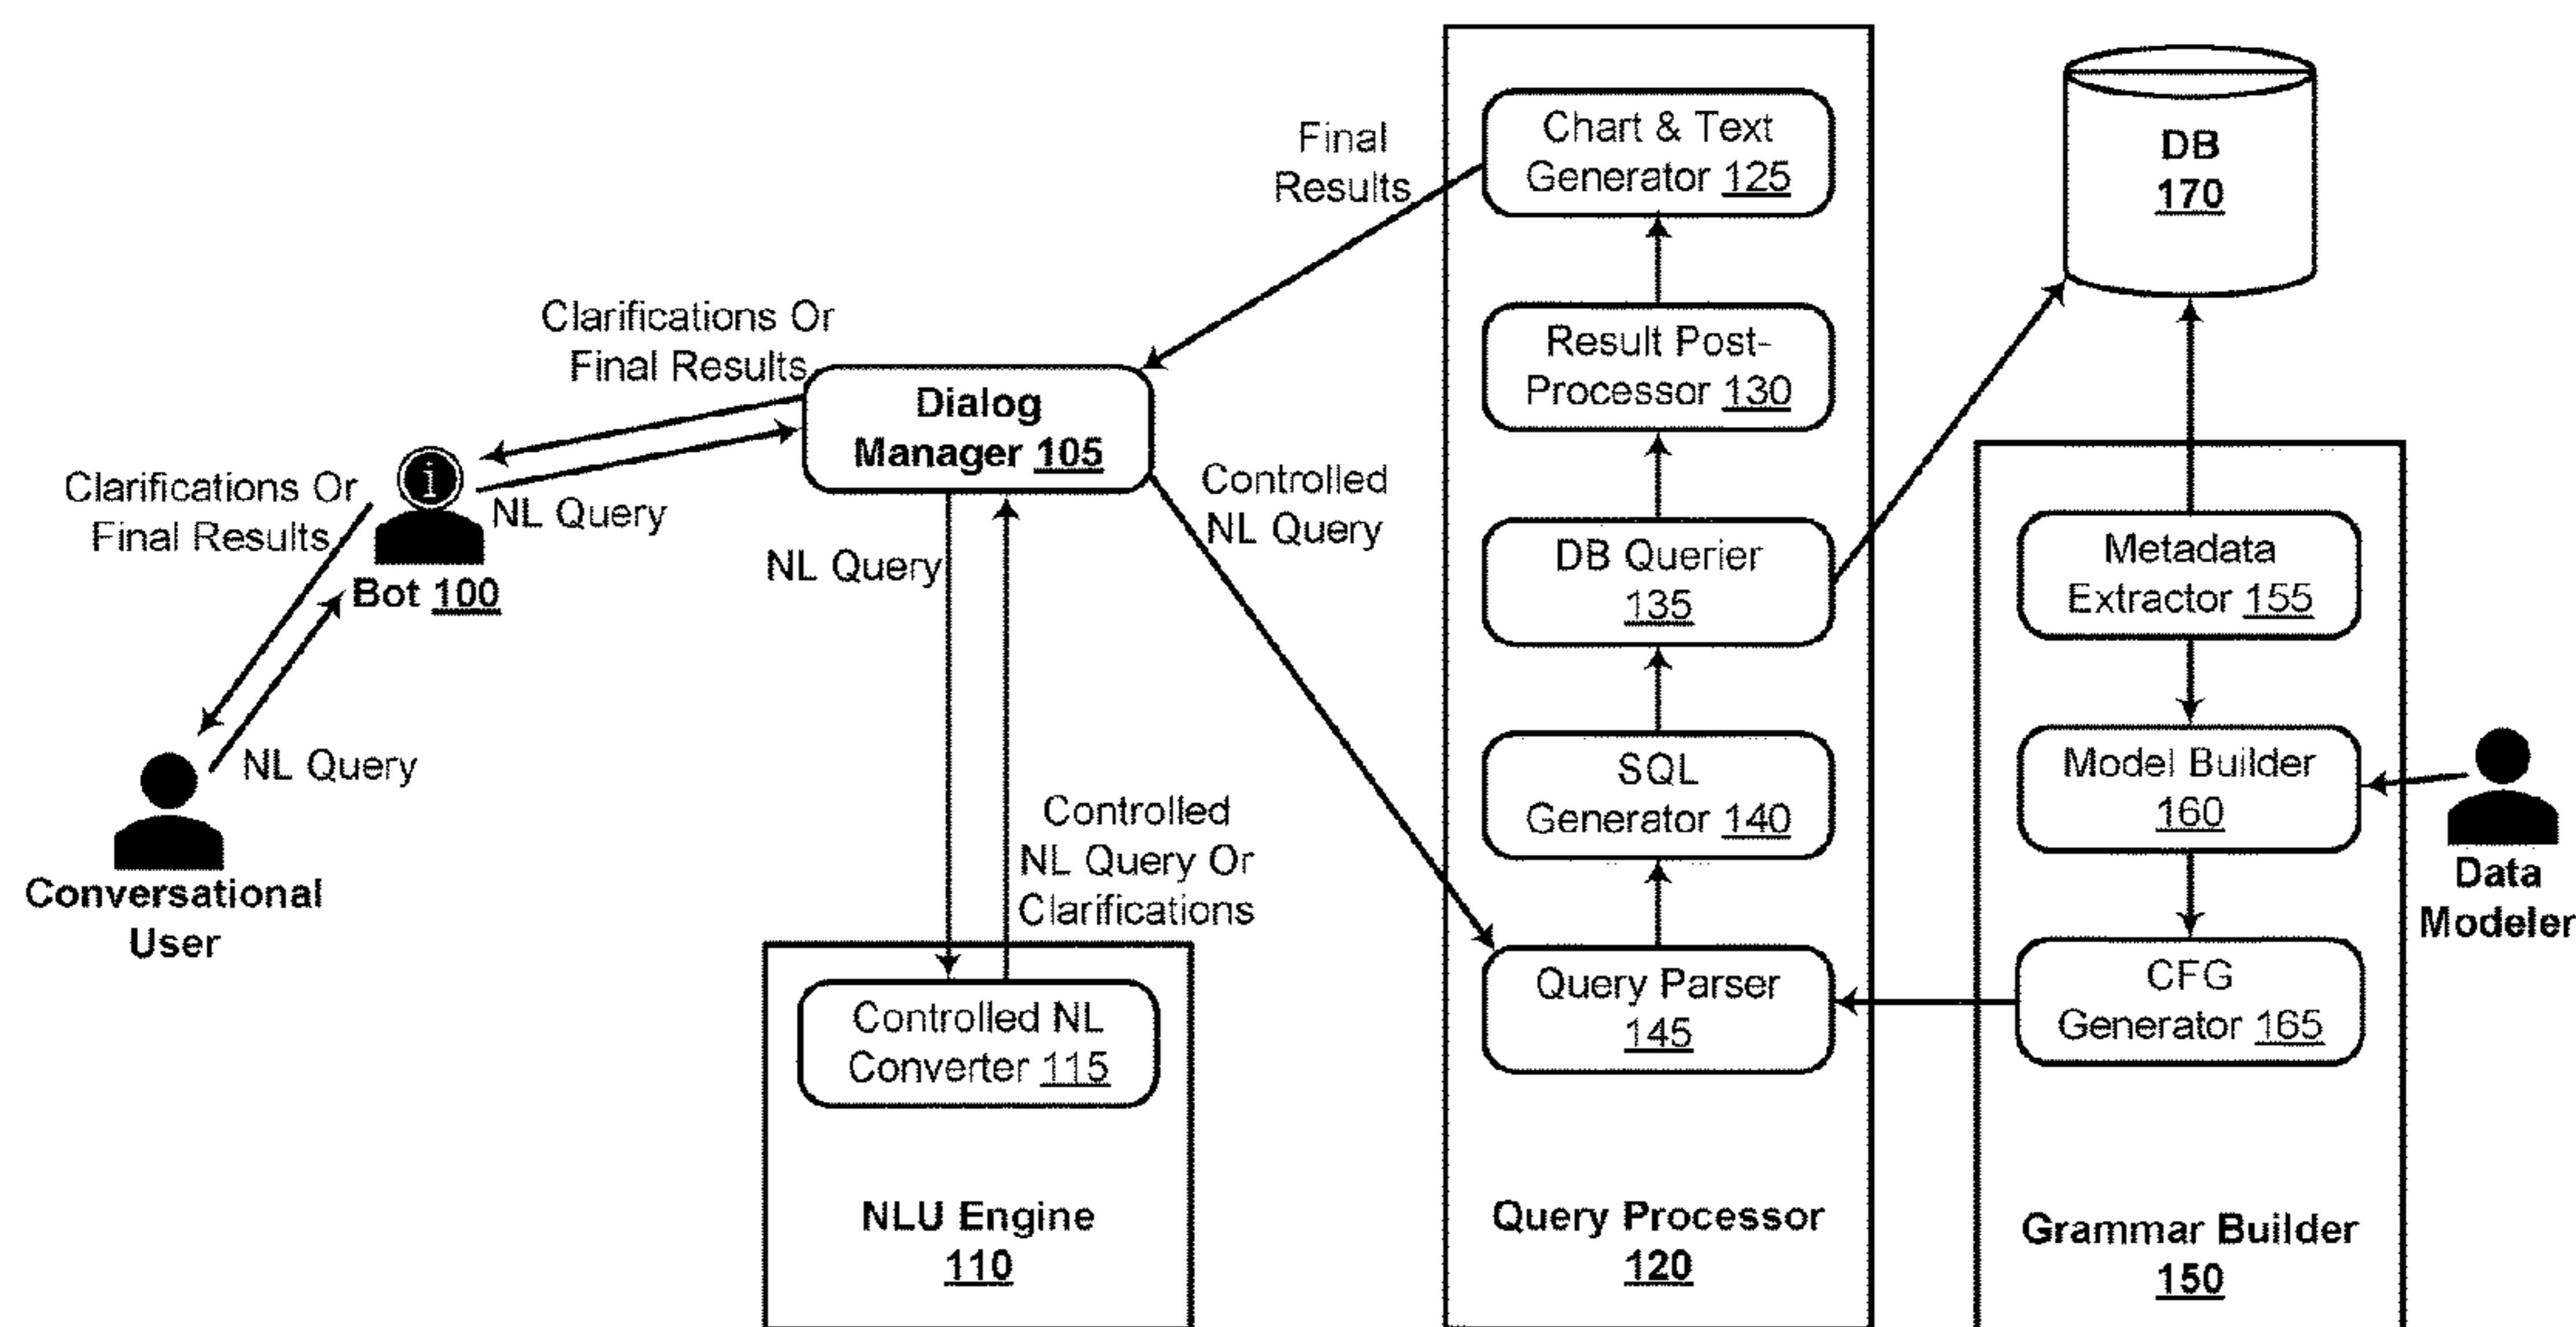 Clarifications Or
Final Results
NL Query
Conversational
User
i
Bot 100
Clarifications Or
Final Results
NL Query
Dialog
Manager 105
NL Query
Controlled
NL Query Or
Clarifications
Controlled NL
Converter 115
NLU Engine
110
Final
Results
Controlled
NL Query
Chart & Text
Generator 125
Result Post-
Processor 130
DB Querier
135
SQL
Generator 140
Query Parser
145
Query Processor
120
DB
170
Metadata
Extractor 155
Model Builder
160
CFG
Generator 165
Grammar Builder
150
Data
Modeler